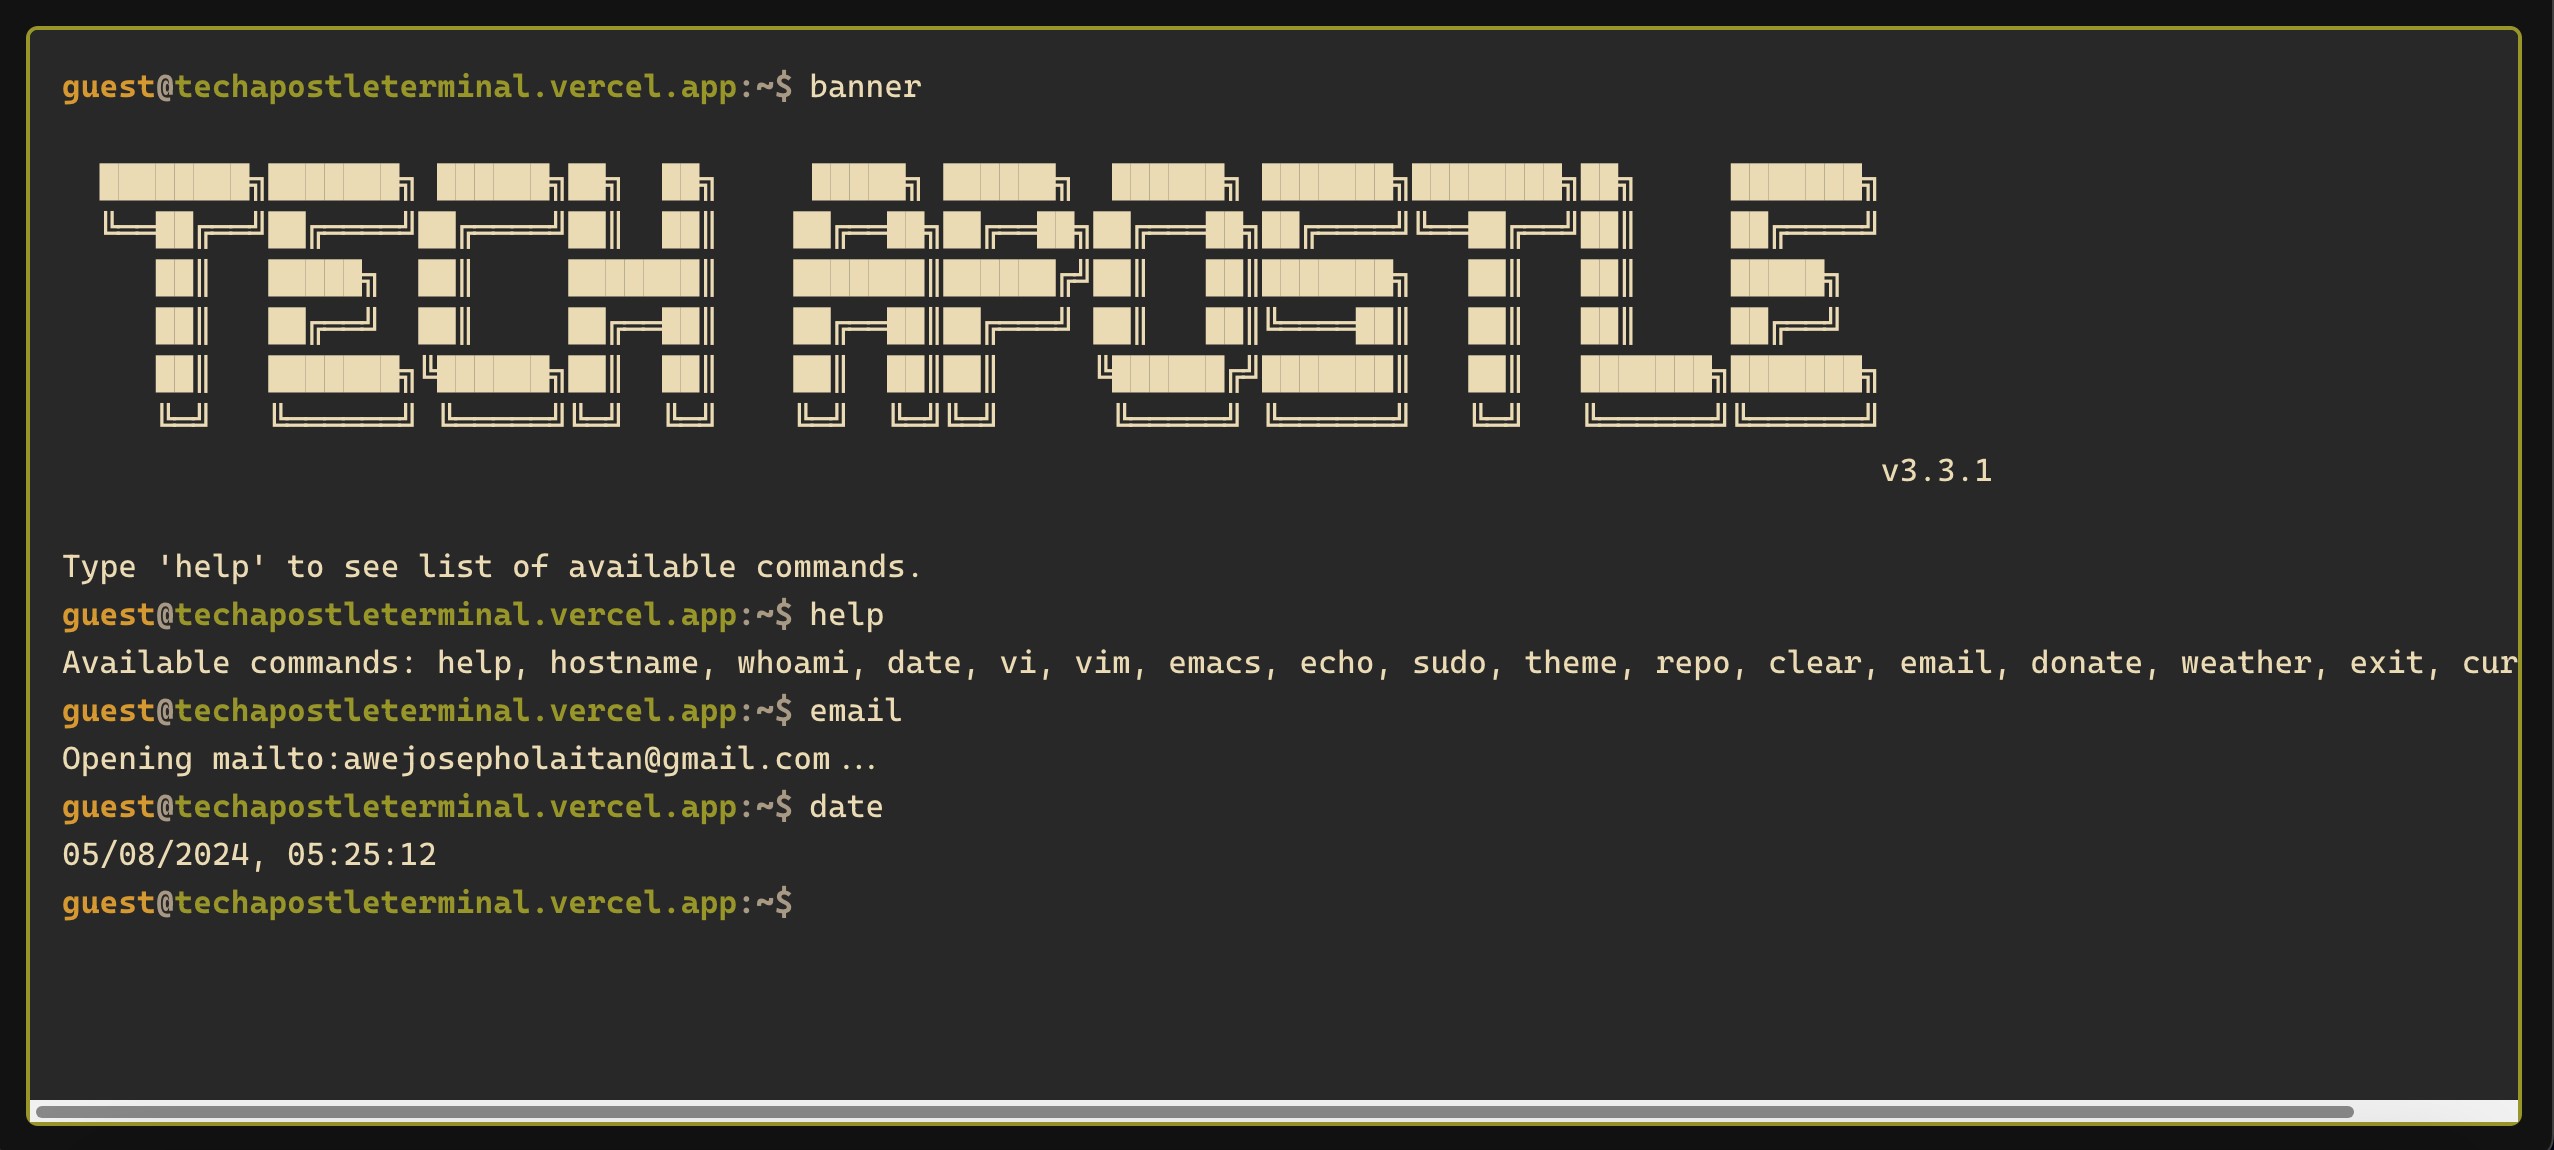 guest@techapostleterminal.vercel.app:~$ banner
TECH APOSTLE
v3.3.1
Type 'help' to see list of available commands.
guest@techapostleterminal.vercel.app:~$ help
Available commands: help, hostname, whoami, date, vi, vim, emacs, echo, sudo, theme, repo, clear, email, donate, weather, exit, cur
guest@techapostleterminal.vercel.app:~$ email
Opening mailto:awejosepholaitan@gmail.com...
guest@techapostleterminal.vercel.app:~$ date
05/08/2024, 05:25:12
guest@techapostleterminal.vercel.app:~$